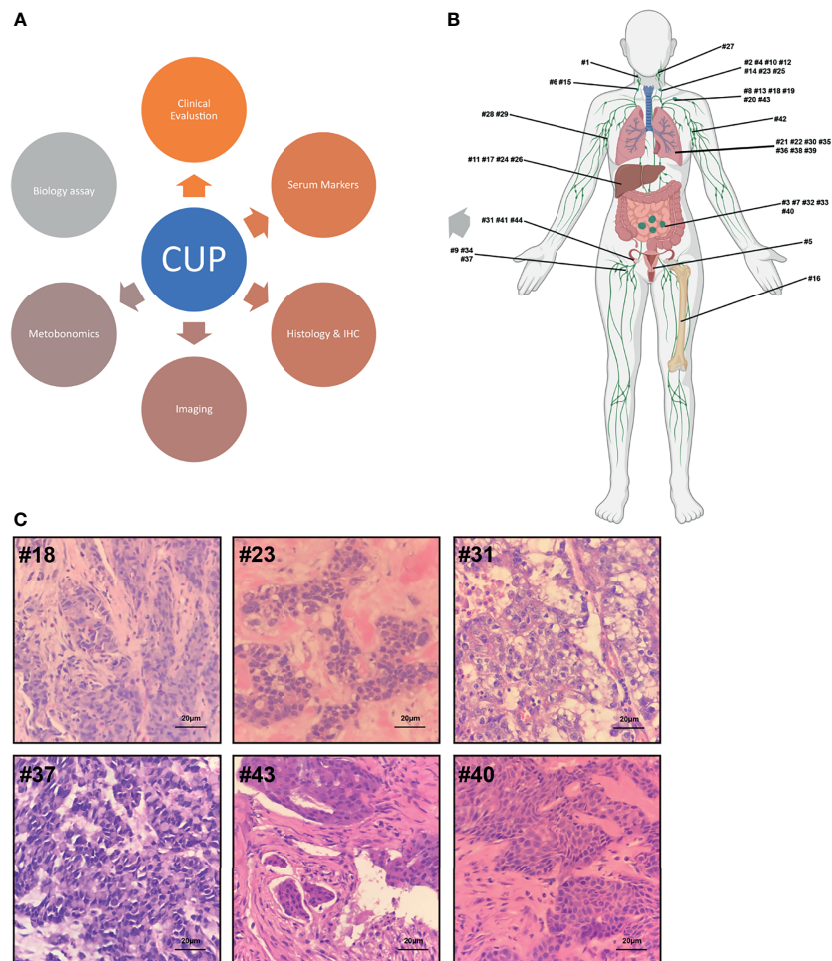 A
Clinical
Evaluation
Biology assay
Serum Markers
CUP
Metobonomics
Histology & IHC
Imaging
B
#27
#1
#2 #4 #10 #12
#14 #23 #25
#6 #15
#8 #13 #18 #19
#20 #43
#28 #29
#42
#21 #22 #30 #35
#36 #38 #39
#11 #17 #24 #26
#3 #7 #32 #33
#40
#31 #41 #44
#5
#9 #34
#37
#16
C
#18
20μm
#23
20μm
#31
20μm
#37
20μm
#43
20μm
#40
20μm